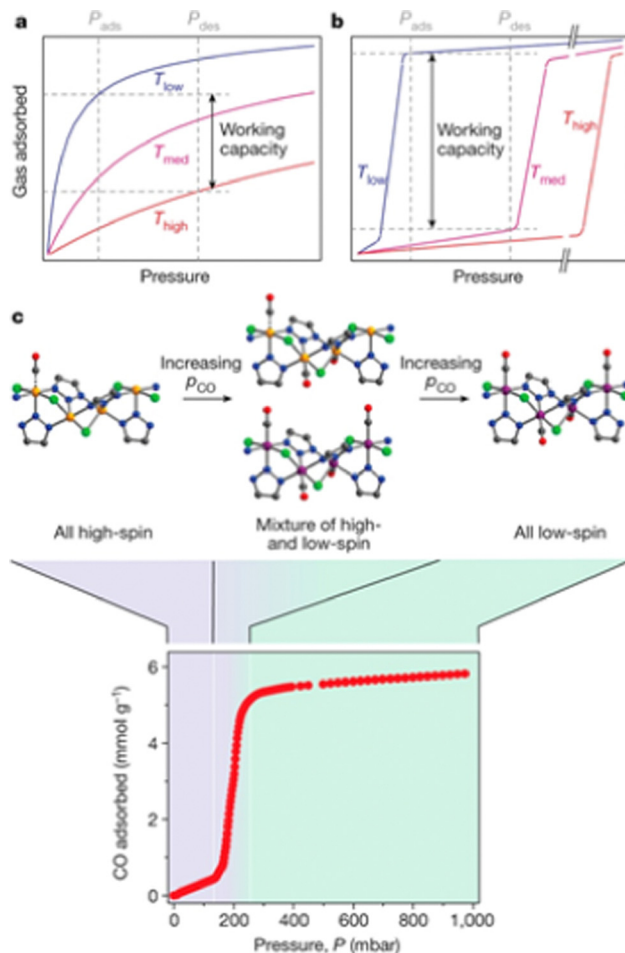 a
P_ads P_des
T_low
T_med
T_high
Working
capacity
Gas adsorbed
Pressure
b
P_ads P_des
T_low
Working
capacity
T_med
T_high
Pressure
c
Increasing
p_CO
Increasing
p_CO
All high-spin
Mixture of high-
and low-spin
All low-spin
CO adsorbed (mmol g⁻¹)
6
4
2
0
0 200 400 600 800 1,000
Pressure, P (mbar)